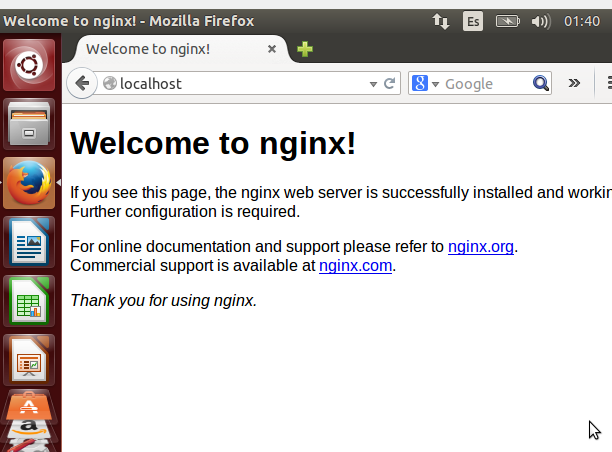 Welcome to nginx! - Mozilla Firefox
Es
01:40
Welcome to nginx!
localhost
Google
Welcome to nginx!
If you see this page, the nginx web server is successfully installed and workin
Further configuration is required.
For online documentation and support please refer to nginx.org.
Commercial support is available at nginx.com.
Thank you for using nginx.